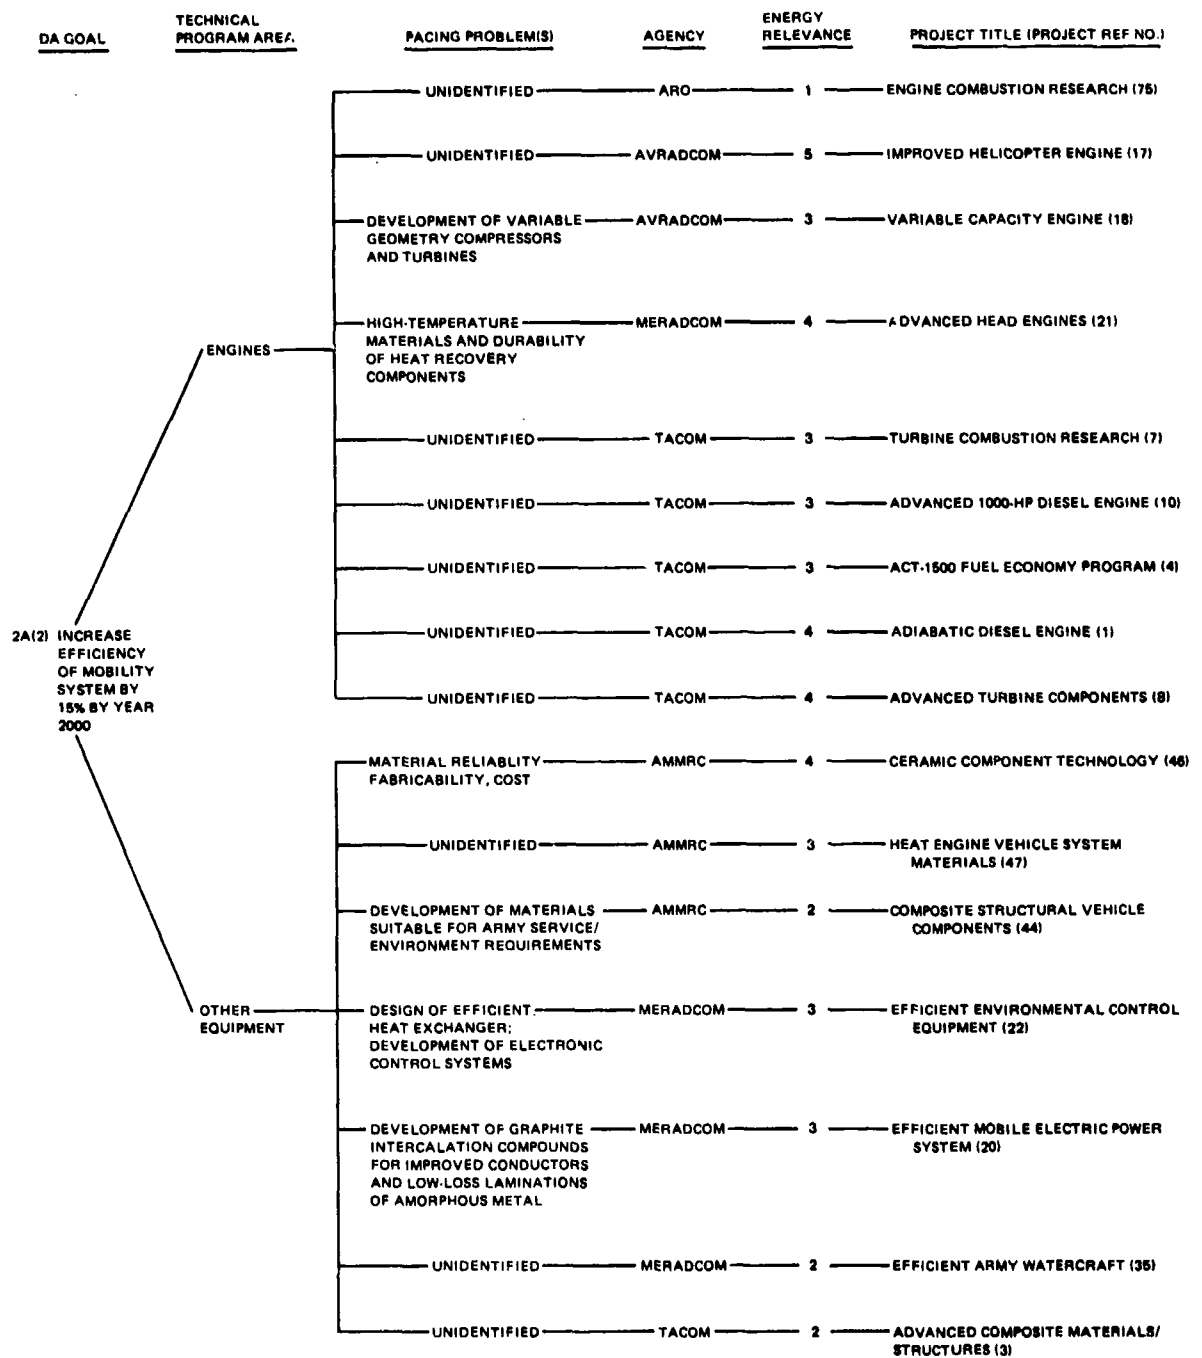 DA GOAL
TECHNICAL
PROGRAM AREA
PACING PROBLEM(S)
AGENCY
ENERGY
RELEVANCE
PROJECT TITLE (PROJECT REF NO.)
2A(2) INCREASE
EFFICIENCY
OF MOBILITY
SYSTEM BY
15% BY YEAR
2000
ENGINES
UNIDENTIFIED ARO 1 ENGINE COMBUSTION RESEARCH (75)
UNIDENTIFIED AVRADCOM 5 IMPROVED HELICOPTER ENGINE (17)
DEVELOPMENT OF VARIABLE AVRADCOM 3 VARIABLE CAPACITY ENGINE (18)
GEOMETRY COMPRESSORS
AND TURBINES
HIGH-TEMPERATURE MERADCOM 4 ADVANCED HEAD ENGINES (21)
MATERIALS AND DURABILITY
OF HEAT RECOVERY
COMPONENTS
UNIDENTIFIED TACOM 3 TURBINE COMBUSTION RESEARCH (7)
UNIDENTIFIED TACOM 3 ADVANCED 1000-HP DIESEL ENGINE (10)
UNIDENTIFIED TACOM 3 ACT-1500 FUEL ECONOMY PROGRAM (4)
UNIDENTIFIED TACOM 4 ADIABATIC DIESEL ENGINE (1)
UNIDENTIFIED TACOM 4 ADVANCED TURBINE COMPONENTS (8)
OTHER
EQUIPMENT
MATERIAL RELIABLITY AMMRC 4 CERAMIC COMPONENT TECHNOLOGY (46)
FABRICABILITY, COST
UNIDENTIFIED AMMRC 3 HEAT ENGINE VEHICLE SYSTEM
MATERIALS (47)
DEVELOPMENT OF MATERIALS AMMRC 2 COMPOSITE STRUCTURAL VEHICLE
SUITABLE FOR ARMY SERVICE/ COMPONENTS (44)
ENVIRONMENT REQUIREMENTS
DESIGN OF EFFICIENT MERADCOM 3 EFFICIENT ENVIRONMENTAL CONTROL
HEAT EXCHANGER; EQUIPMENT (22)
DEVELOPMENT OF ELECTRONIC
CONTROL SYSTEMS
DEVELOPMENT OF GRAPHITE MERADCOM 3 EFFICIENT MOBILE ELECTRIC POWER
INTERCALATION COMPOUNDS SYSTEM (20)
FOR IMPROVED CONDUCTORS
AND LOW-LOSS LAMINATIONS
OF AMORPHOUS METAL
UNIDENTIFIED MERADCOM 2 EFFICIENT ARMY WATERCRAFT (35)
UNIDENTIFIED TACOM 2 ADVANCED COMPOSITE MATERIALS/
STRUCTURES (3)